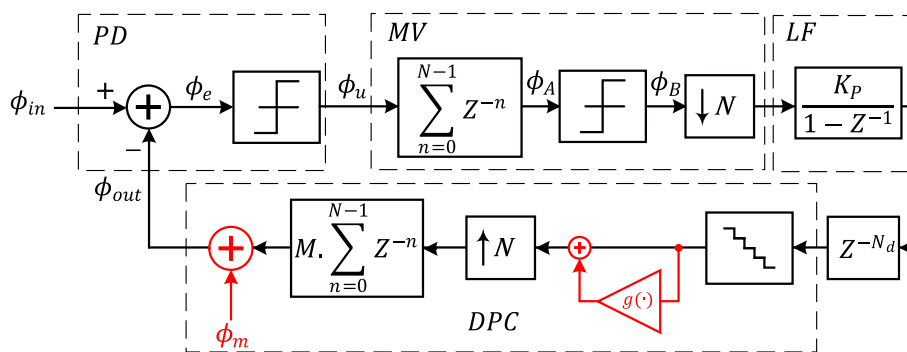 PD
MV
LF
ϕ_in
+
−
ϕ_e
ϕ_u
N−1
∑ Z^{−n}
n=0
ϕ_A
ϕ_B
↓N
K_P
1 − Z^{−1}
ϕ_out
ϕ_m
N−1
M. ∑ Z^{−n}
n=0
↑N
+
g(·)
Z^{−N_d}
DPC